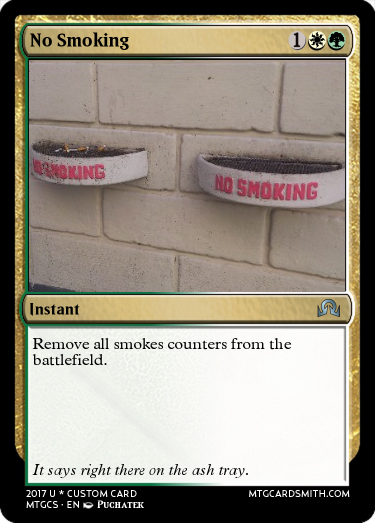 No Smoking 1
NO SMOKING
NO SMOKING
Instant
Remove all smokes counters from the
battlefield.
It says right there on the ash tray.
2017 U * CUSTOM CARD MTGCARDSMITH.COM
MTGCS · EN PUCHATEK